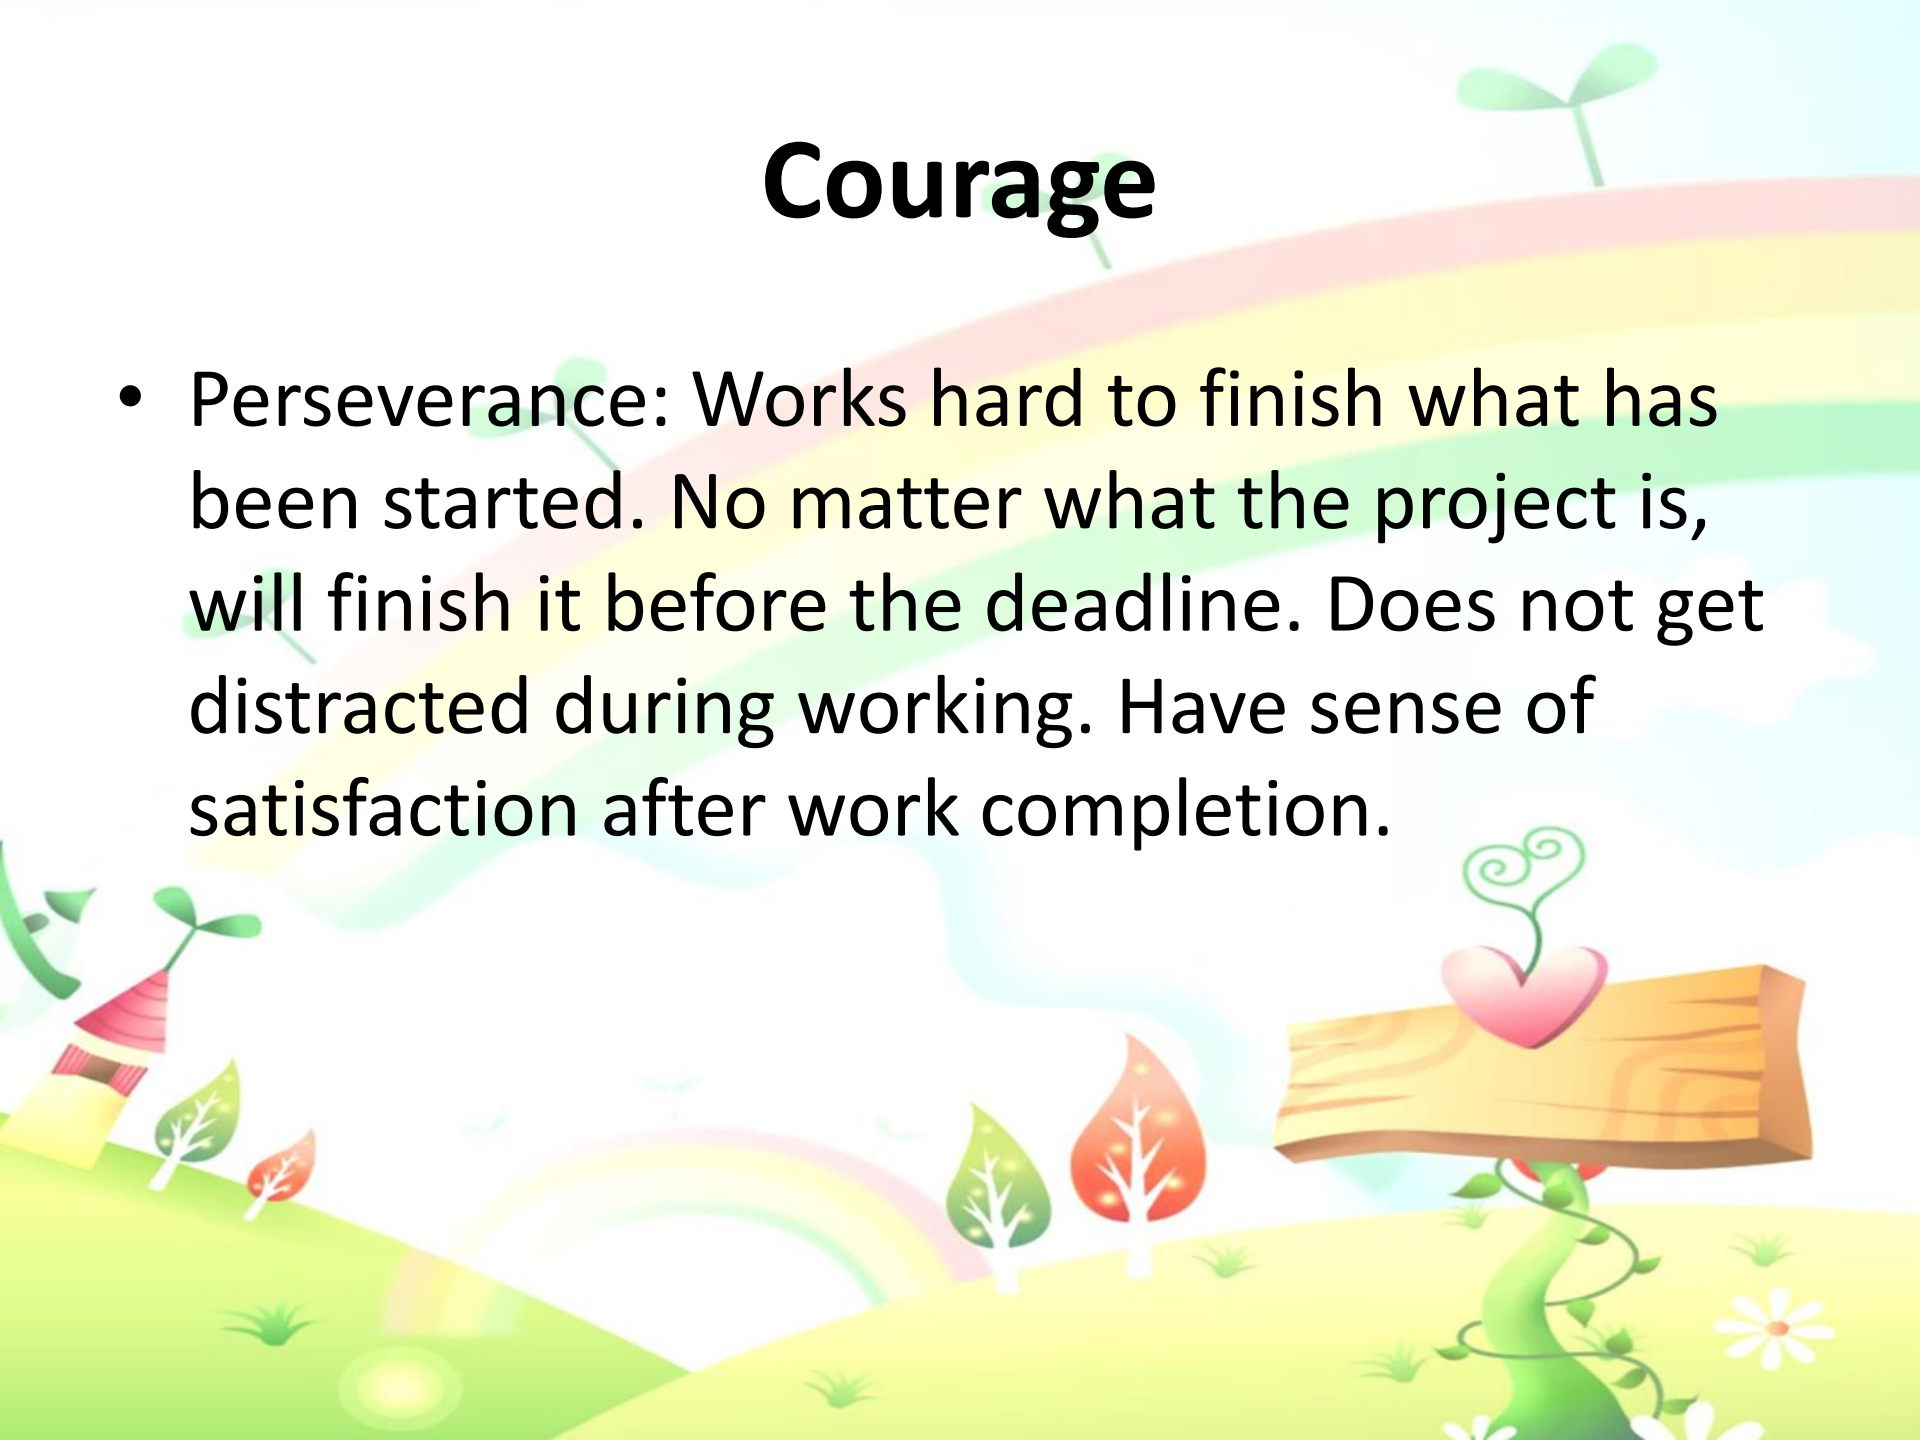 Courage
• Perseverance: Works hard to finish what has
been started. No matter what the project is,
will finish it before the deadline. Does not get
distracted during working. Have sense of
satisfaction after work completion.